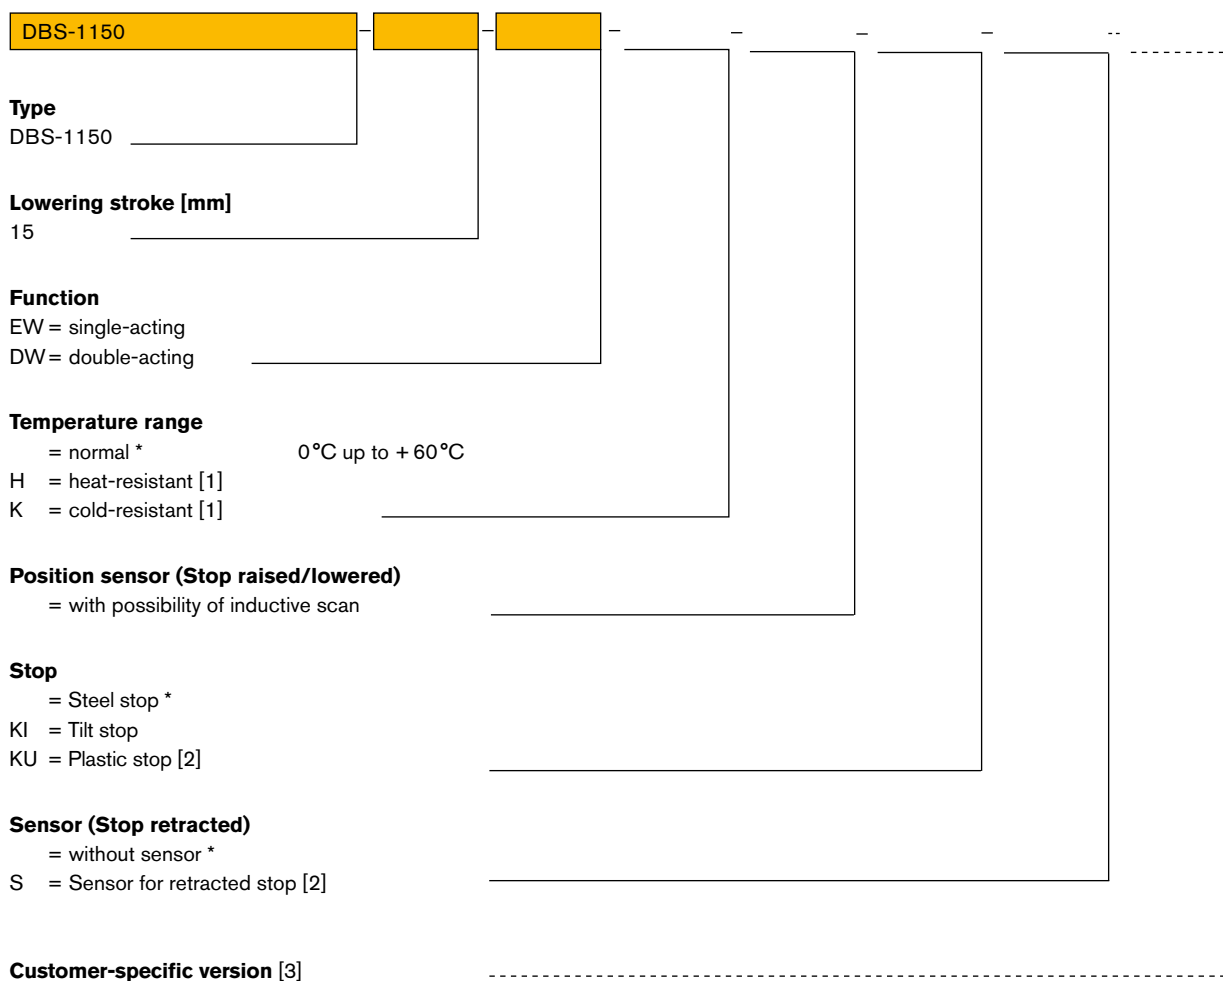 DBS-1150 - - - - - - --
Type
DBS-1150
Lowering stroke [mm]
15
Function
EW = single-acting
DW = double-acting
Temperature range
= normal * 0 °C up to + 60 °C
H = heat-resistant [1]
K = cold-resistant [1]
Position sensor (Stop raised/lowered)
= with possibility of inductive scan
Stop
= Steel stop *
KI = Tilt stop
KU = Plastic stop [2]
Sensor (Stop retracted)
= without sensor *
S = Sensor for retracted stop [2]
Customer-specific version [3]